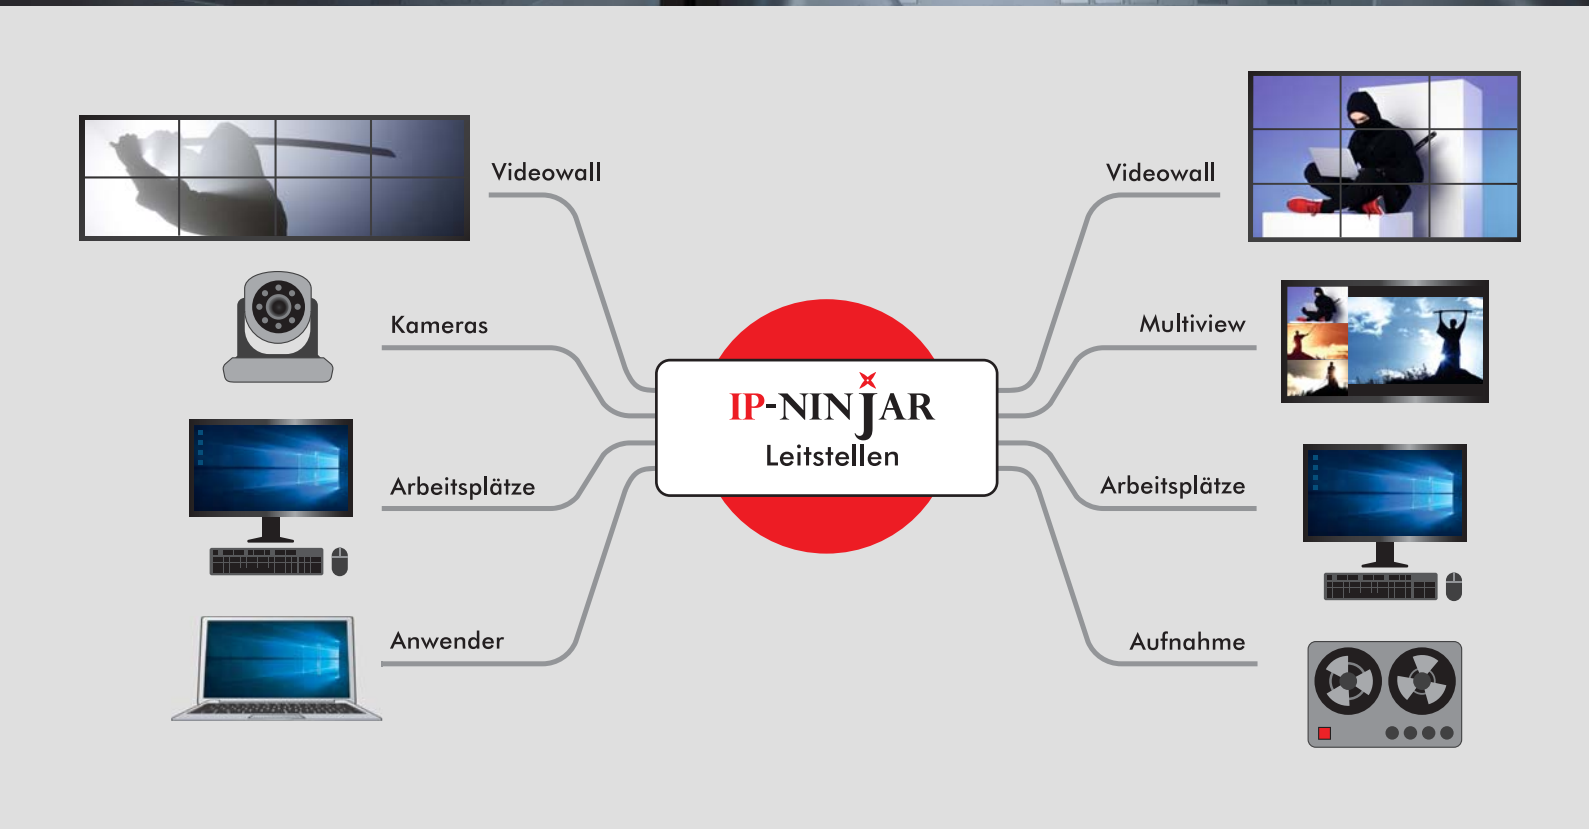 Videowall
Kameras
Arbeitsplätze
Anwender
IP-NINJAR
Leitstellen
Videowall
Multiview
Arbeitsplätze
Aufnahme